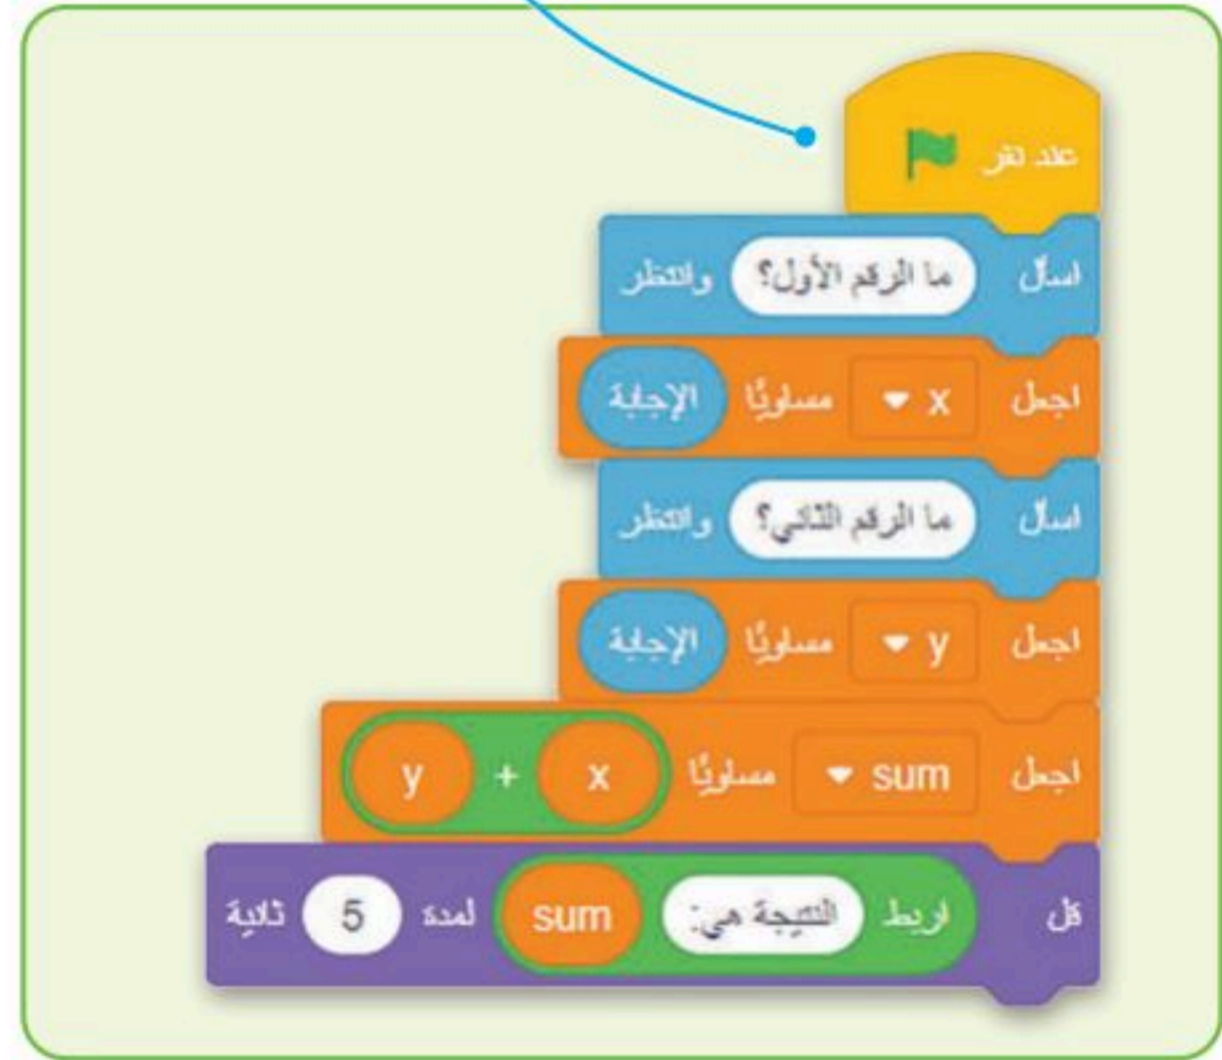 عند نقر
اسأل ما الرقم الأول؟ وانتظر
اجعل x مساويًا الإجابة
اسأل ما الرقم الثاني؟ وانتظر
اجعل y مساويًا الإجابة
اجعل sum مساويًا x + y
قل اربط النتيجة هي: sum لمدة 5 ثانية